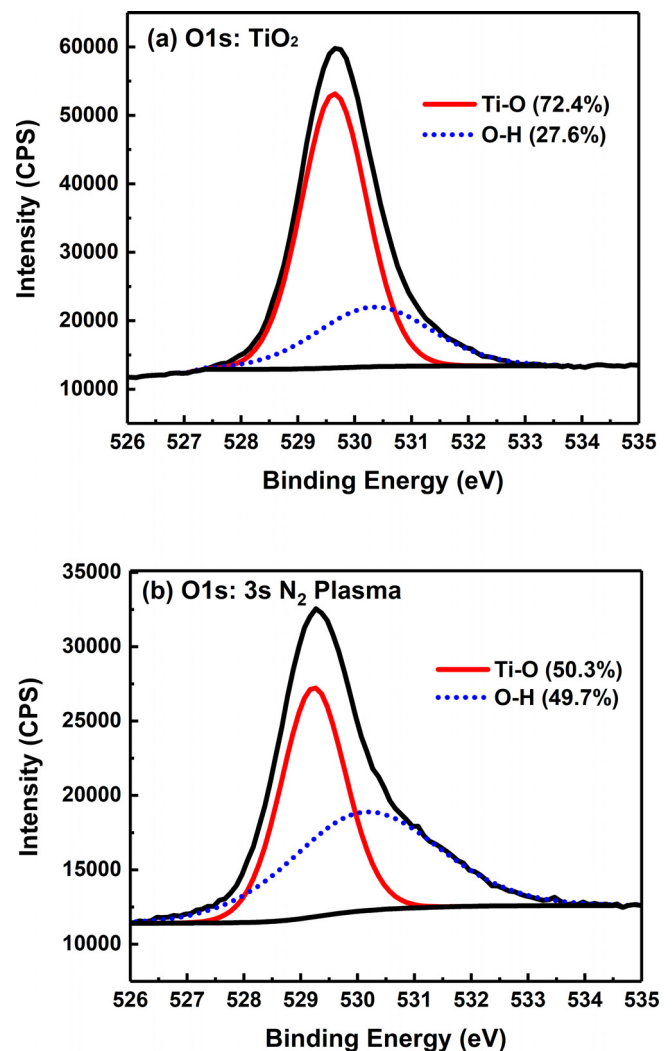 (a) O1s: TiO₂
60000
50000
40000
30000
20000
10000
Intensity (CPS)
Ti-O (72.4%)
O-H (27.6%)
526 527 528 529 530 531 532 533 534 535
Binding Energy (eV)
(b) O1s: 3s N₂ Plasma
35000
30000
25000
20000
15000
10000
Intensity (CPS)
Ti-O (50.3%)
O-H (49.7%)
526 527 528 529 530 531 532 533 534 535
Binding Energy (eV)